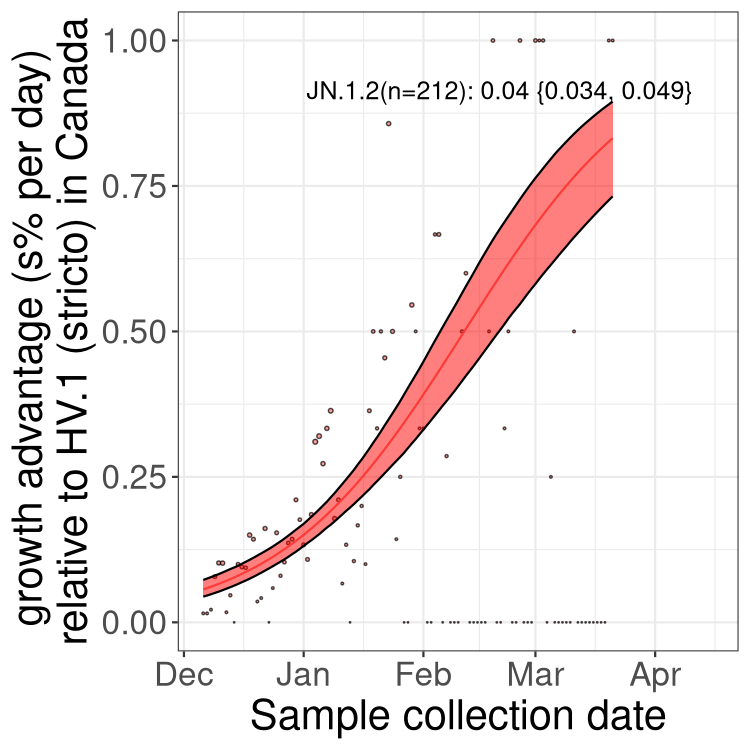 growth advantage (s% per day)
relative to HV.1 (stricto) in Canada
1.00
0.75
0.50
0.25
0.00
JN.1.2(n=212): 0.04 {0.034, 0.049}
Dec Jan Feb Mar Apr
Sample collection date